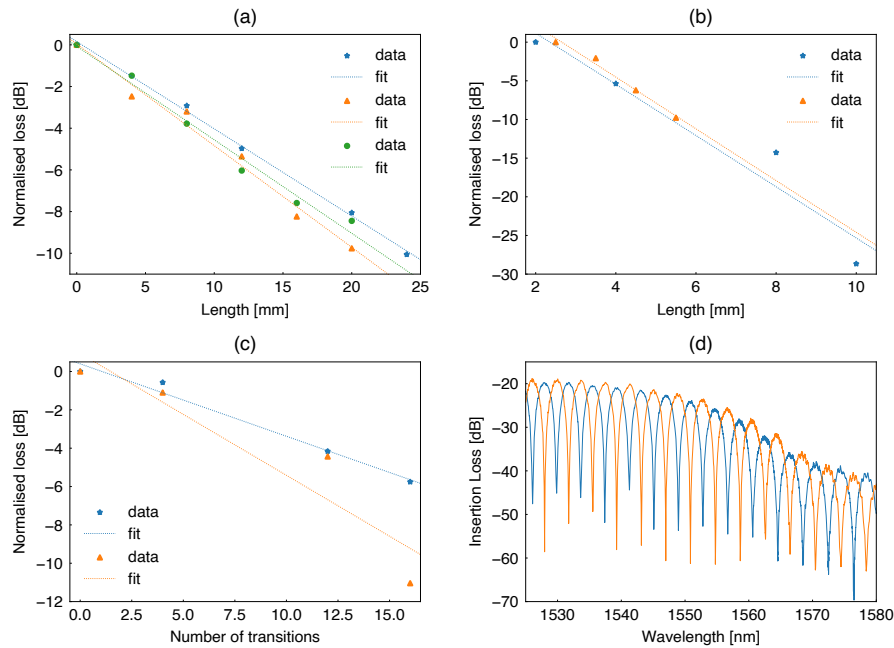 (a)
Normalised loss [dB]
0
−2
−4
−6
−8
−10
data
fit
data
fit
data
fit
0 5 10 15 20 25
Length [mm]
(b)
Normalised loss [dB]
0
−5
−10
−15
−20
−25
−30
data
fit
data
fit
2 4 6 8 10
Length [mm]
(c)
Normalised loss [dB]
0
−2
−4
−6
−8
−10
−12
data
fit
data
fit
0.0 2.5 5.0 7.5 10.0 12.5 15.0
Number of transitions
(d)
Insertion Loss [dB]
−20
−30
−40
−50
−60
−70
1530 1540 1550 1560 1570 1580
Wavelength [nm]